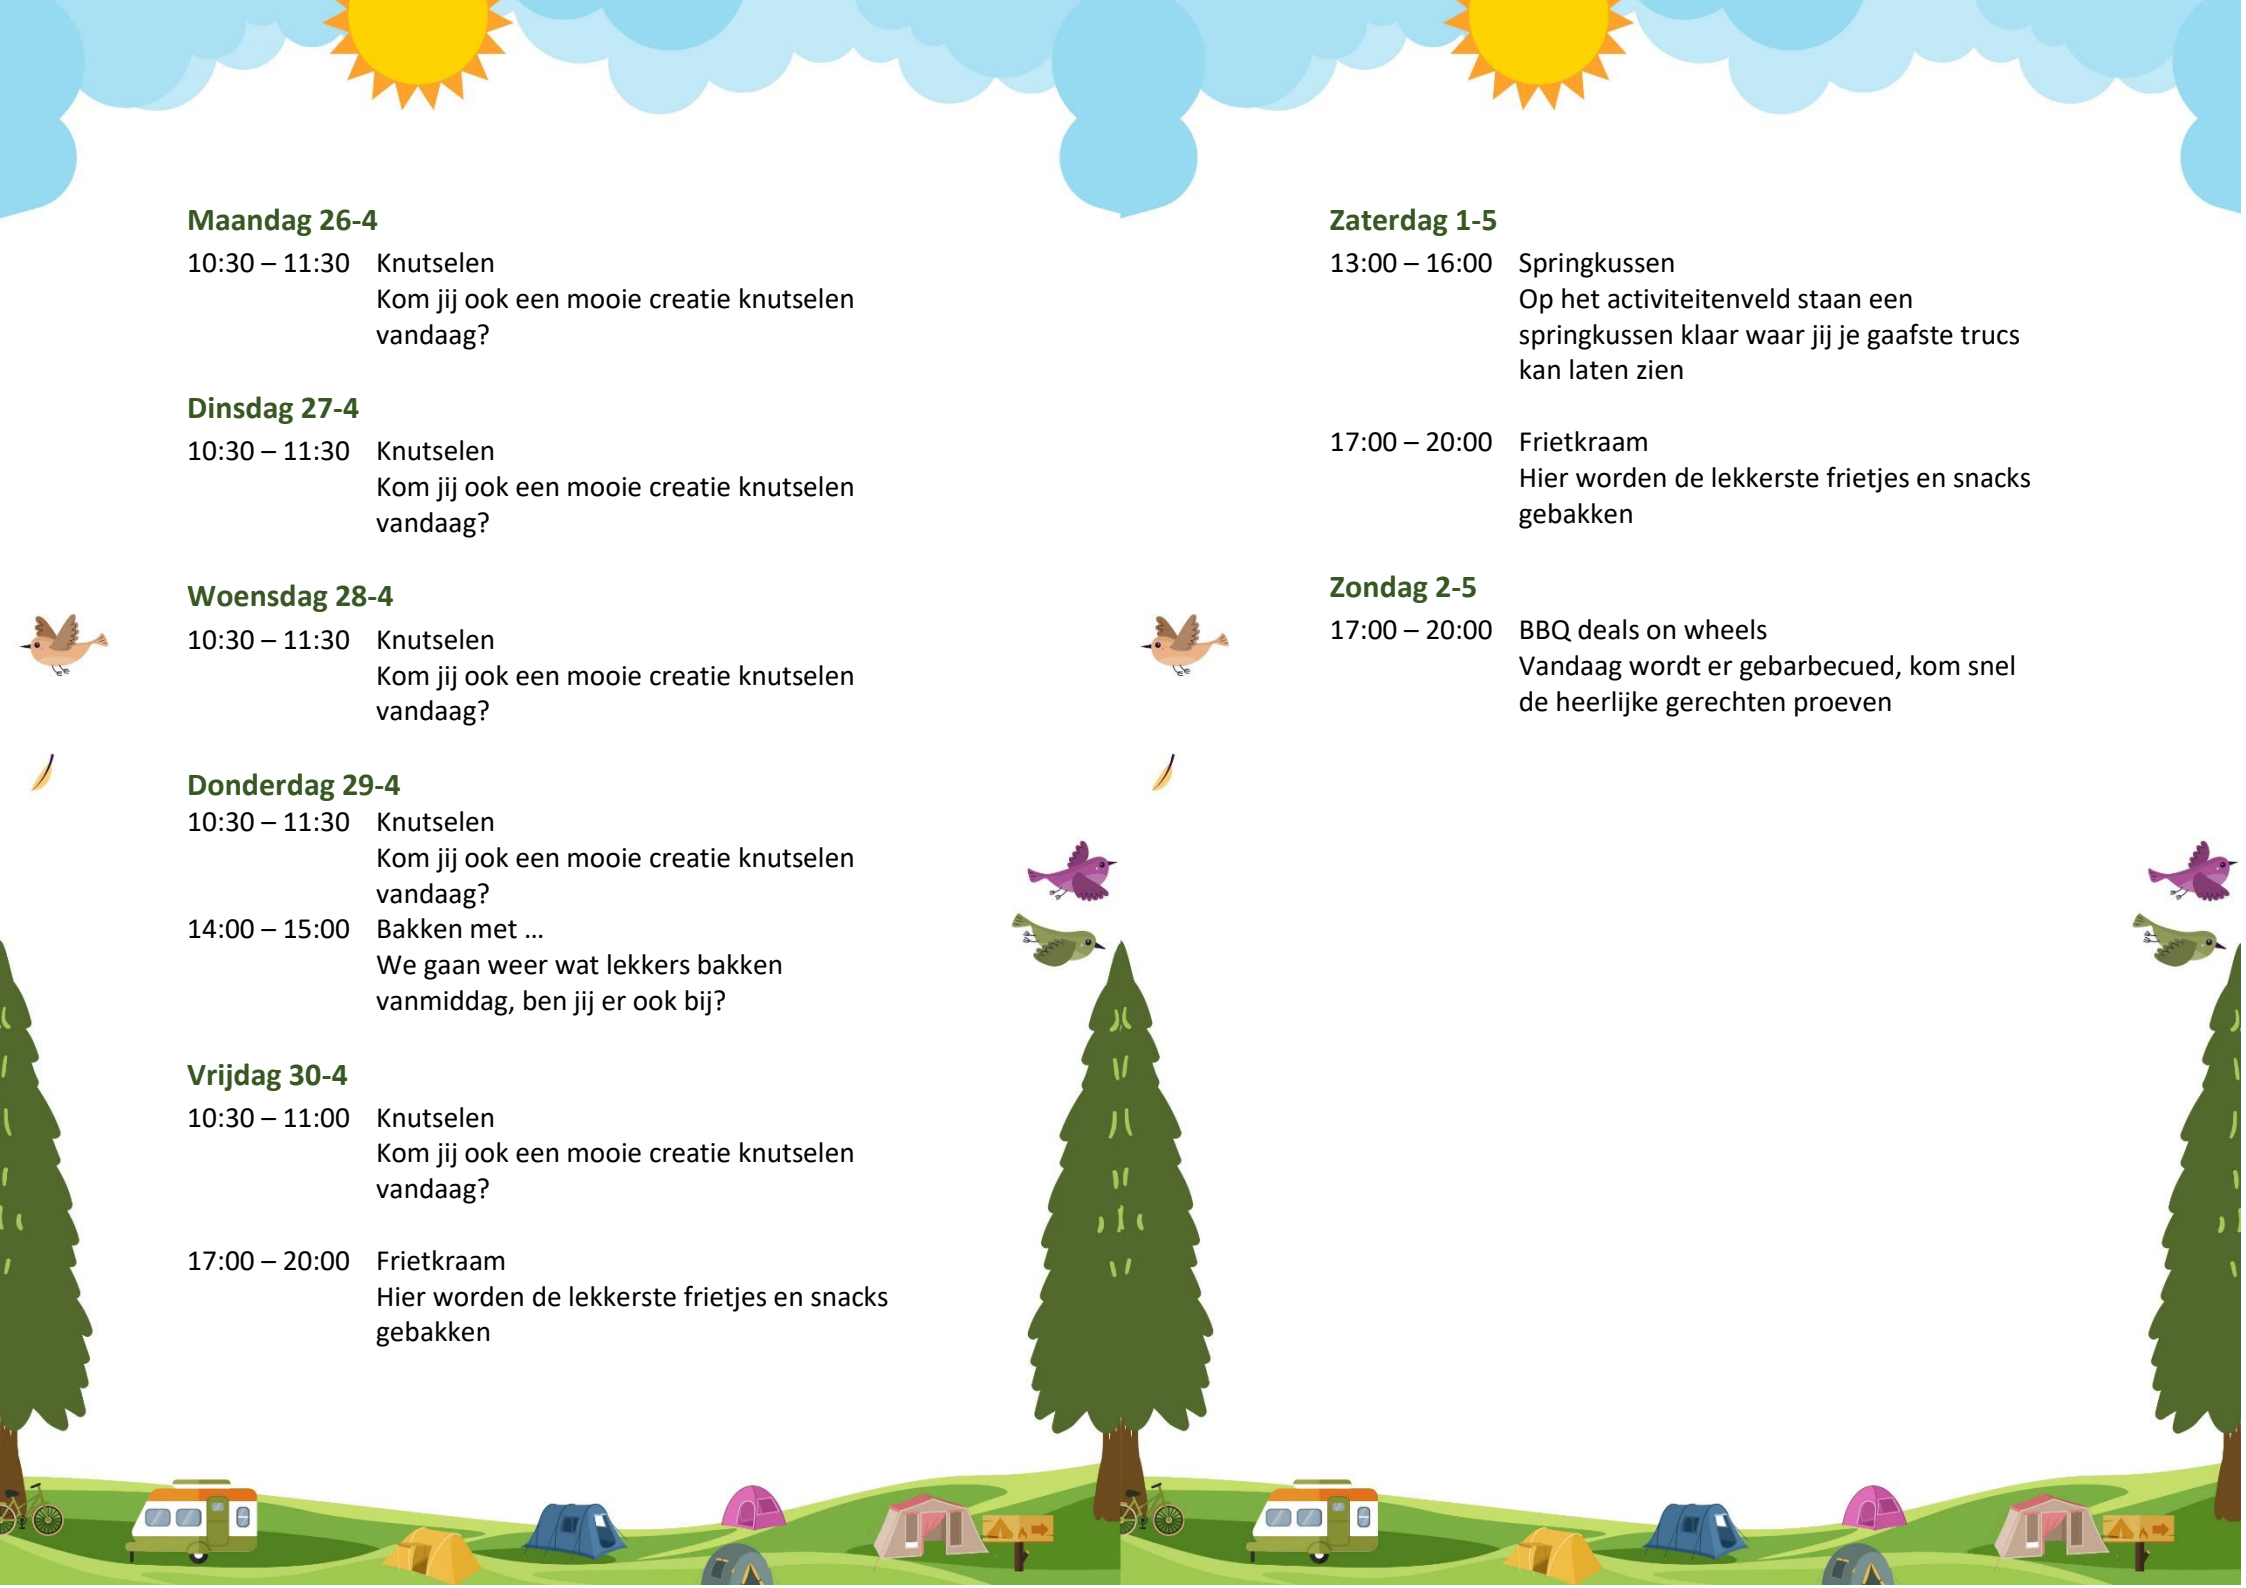 Maandag 26-4
10:30 – 11:30 Knutselen
Kom jij ook een mooie creatie knutselen
vandaag?
Dinsdag 27-4
10:30 – 11:30 Knutselen
Kom jij ook een mooie creatie knutselen
vandaag?
Woensdag 28-4
10:30 – 11:30 Knutselen
Kom jij ook een mooie creatie knutselen
vandaag?
Donderdag 29-4
10:30 – 11:30 Knutselen
Kom jij ook een mooie creatie knutselen
vandaag?
14:00 – 15:00 Bakken met ...
We gaan weer wat lekkers bakken
vanmiddag, ben jij er ook bij?
Vrijdag 30-4
10:30 – 11:00 Knutselen
Kom jij ook een mooie creatie knutselen
vandaag?
17:00 – 20:00 Frietkraam
Hier worden de lekkerste frietjes en snacks
gebakken
Zaterdag 1-5
13:00 – 16:00 Springkussen
Op het activiteitenveld staan een
springkussen klaar waar jij je gaafste trucs
kan laten zien
17:00 – 20:00 Frietkraam
Hier worden de lekkerste frietjes en snacks
gebakken
Zondag 2-5
17:00 – 20:00 BBQ deals on wheels
Vandaag wordt er gebarbecued, kom snel
de heerlijke gerechten proeven